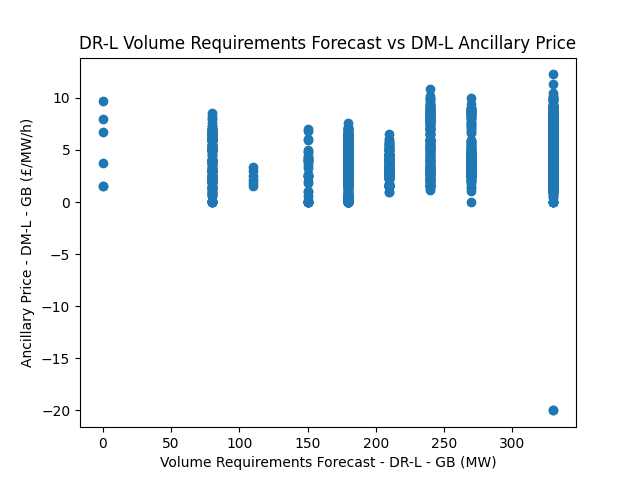 DR-L Volume Requirements Forecast vs DM-L Ancillary Price
Ancillary Price - DM-L - GB (£/MW/h)
10
5
0
−5
−10
−15
−20
0 50 100 150 200 250 300
Volume Requirements Forecast - DR-L - GB (MW)